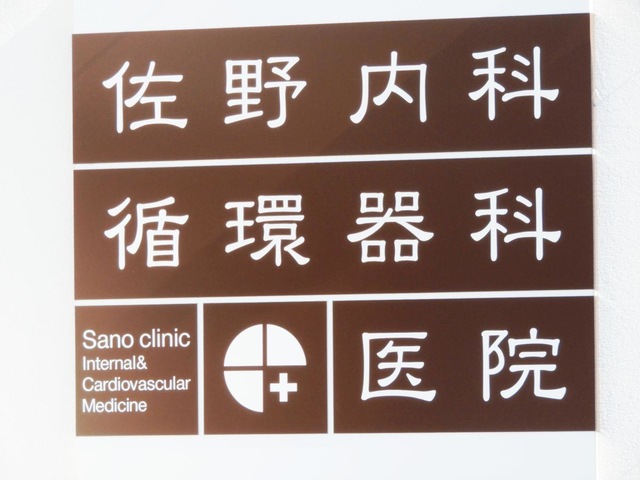 佐野内科
循環器科
Sano clinic
Internal&
Cardiovascular
Medicine
医院